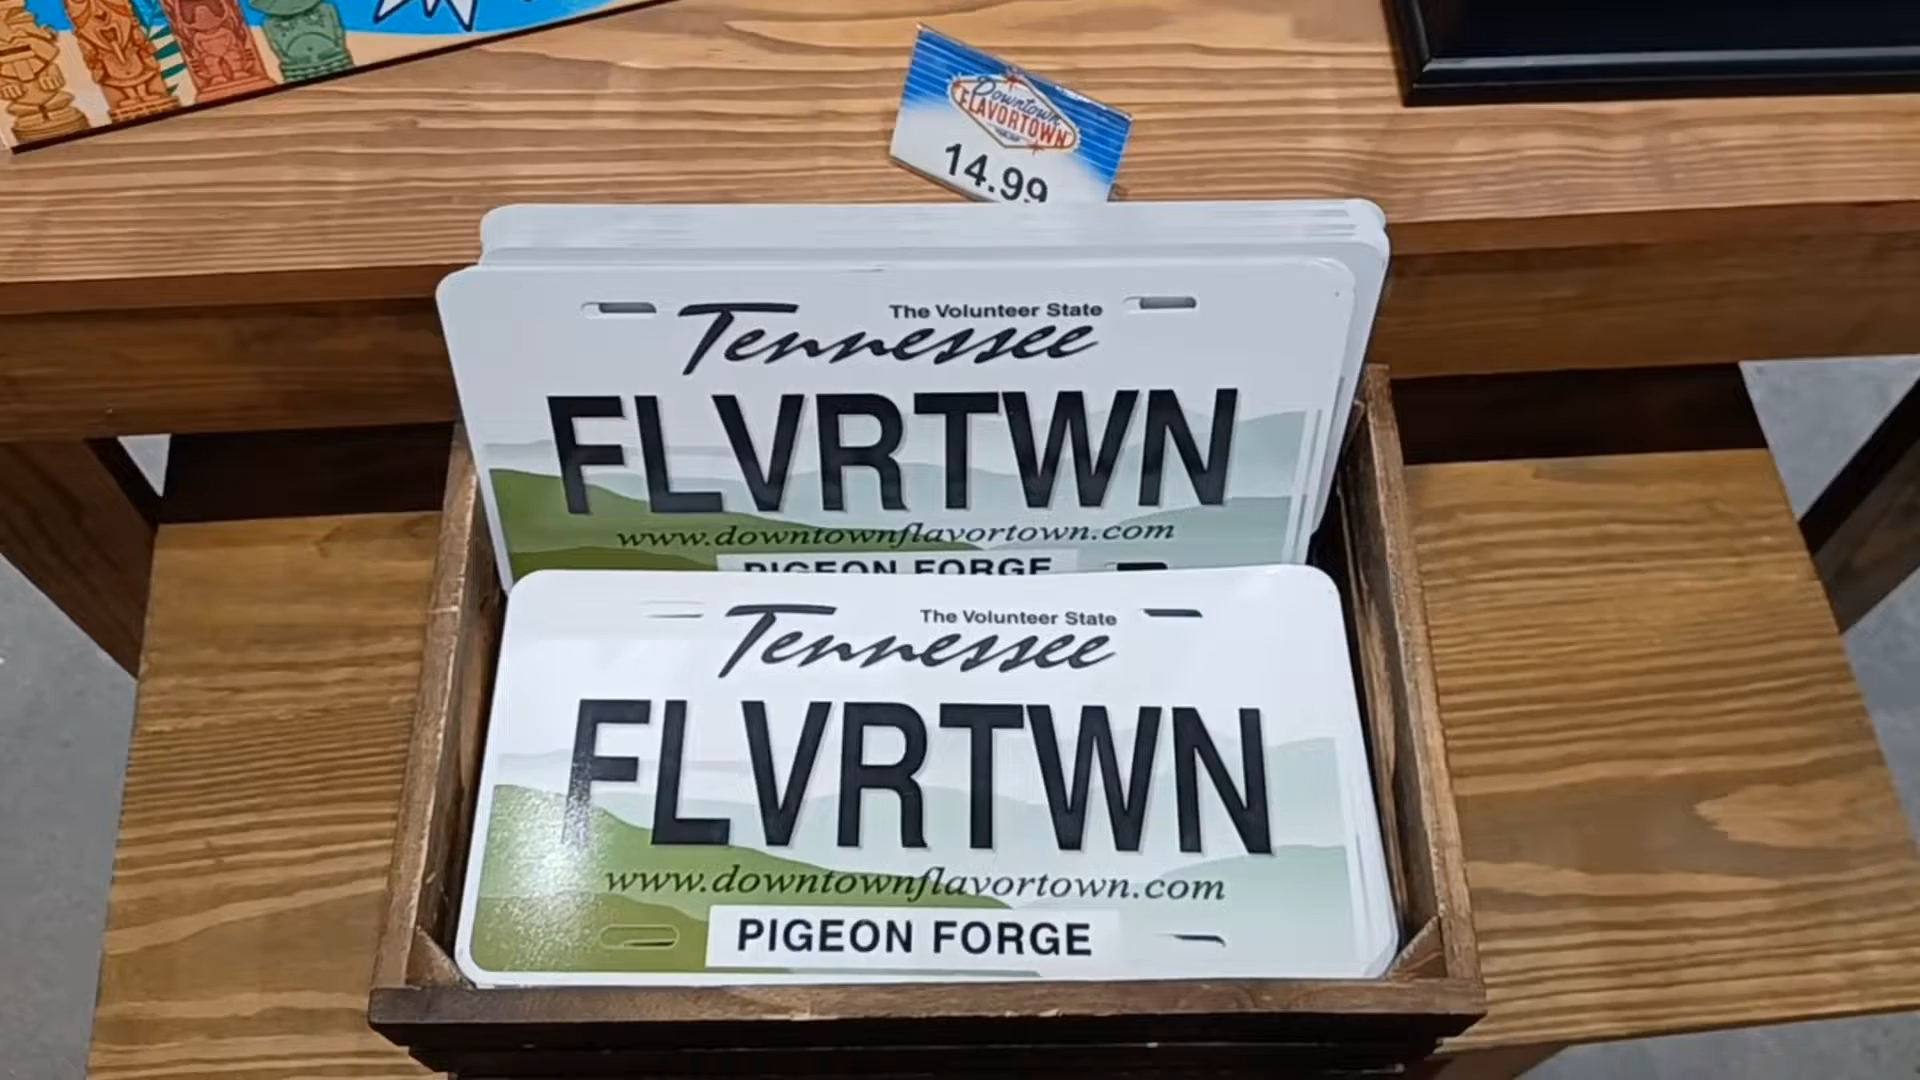 Downtown
FLAVORTOWN
14.99
The Volunteer State
Tennessee
FLVRTWN
www.downtownflavortown.com
PIGEON FORGE
The Volunteer State
Tennessee
FLVRTWN
www.downtownflavortown.com
PIGEON FORGE